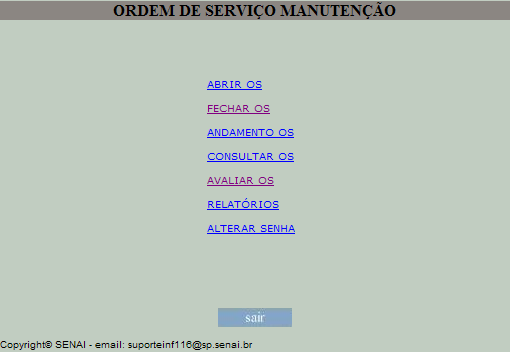 ORDEM DE SERVIÇO MANUTENÇÃO
ABRIR OS
FECHAR OS
ANDAMENTO OS
CONSULTAR OS
AVALIAR OS
RELATÓRIOS
ALTERAR SENHA
sair
Copyright© SENAI - email: suporteinf116@sp.senai.br